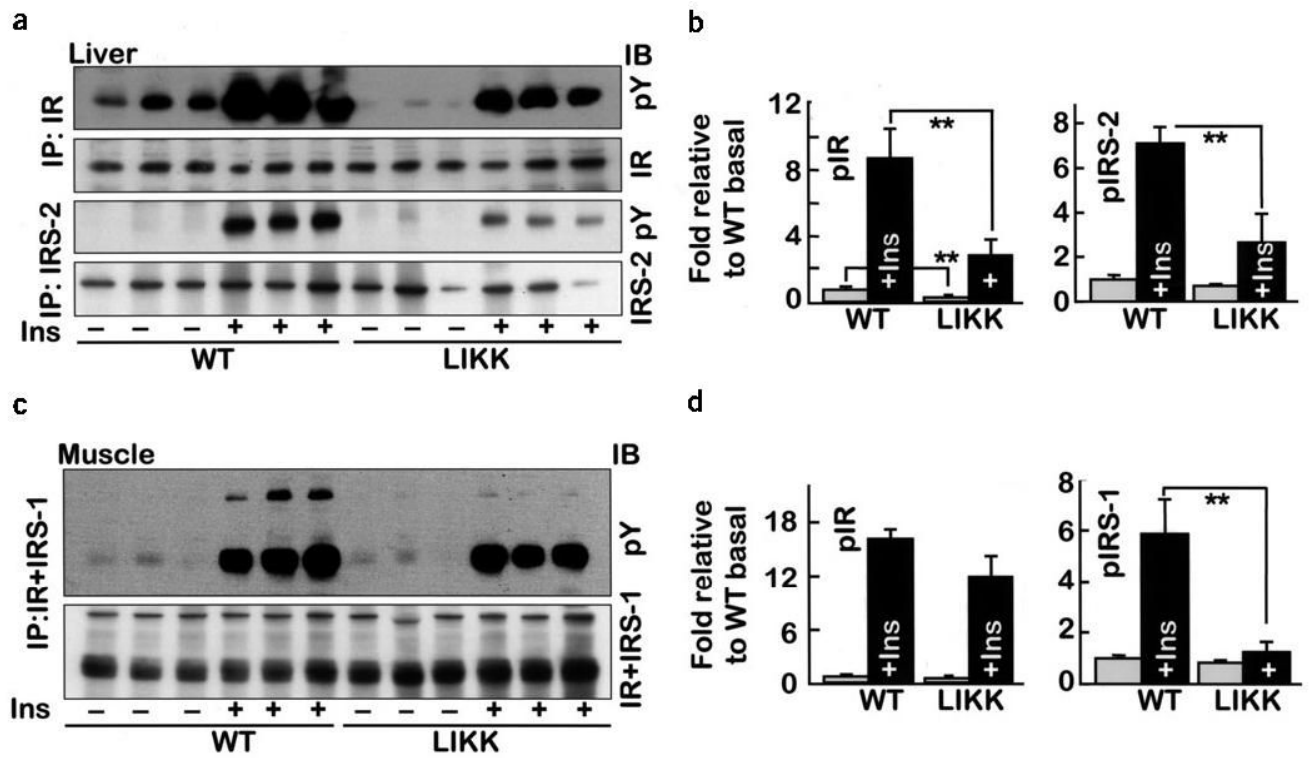 a
Liver
IB
IP: IR
pY
IR
IP: IRS-2
pY
IRS-2
Ins − − − + + + − − − + + +
WT LIKK
b
Fold relative
to WT basal
12
8
4
0
pIR
**
**
+Ins
+
WT LIKK
8
6
4
2
0
pIRS-2
**
+Ins
+Ins
WT LIKK
c
Muscle
IB
IP:IR+IRS-1
pY
IR+IRS-1
Ins − − − + + + − − − + + +
WT LIKK
d
Fold relative
to WT basal
18
12
6
0
pIR
+Ins
+Ins
WT LIKK
8
6
4
2
0
pIRS-1
**
+Ins
+
WT LIKK